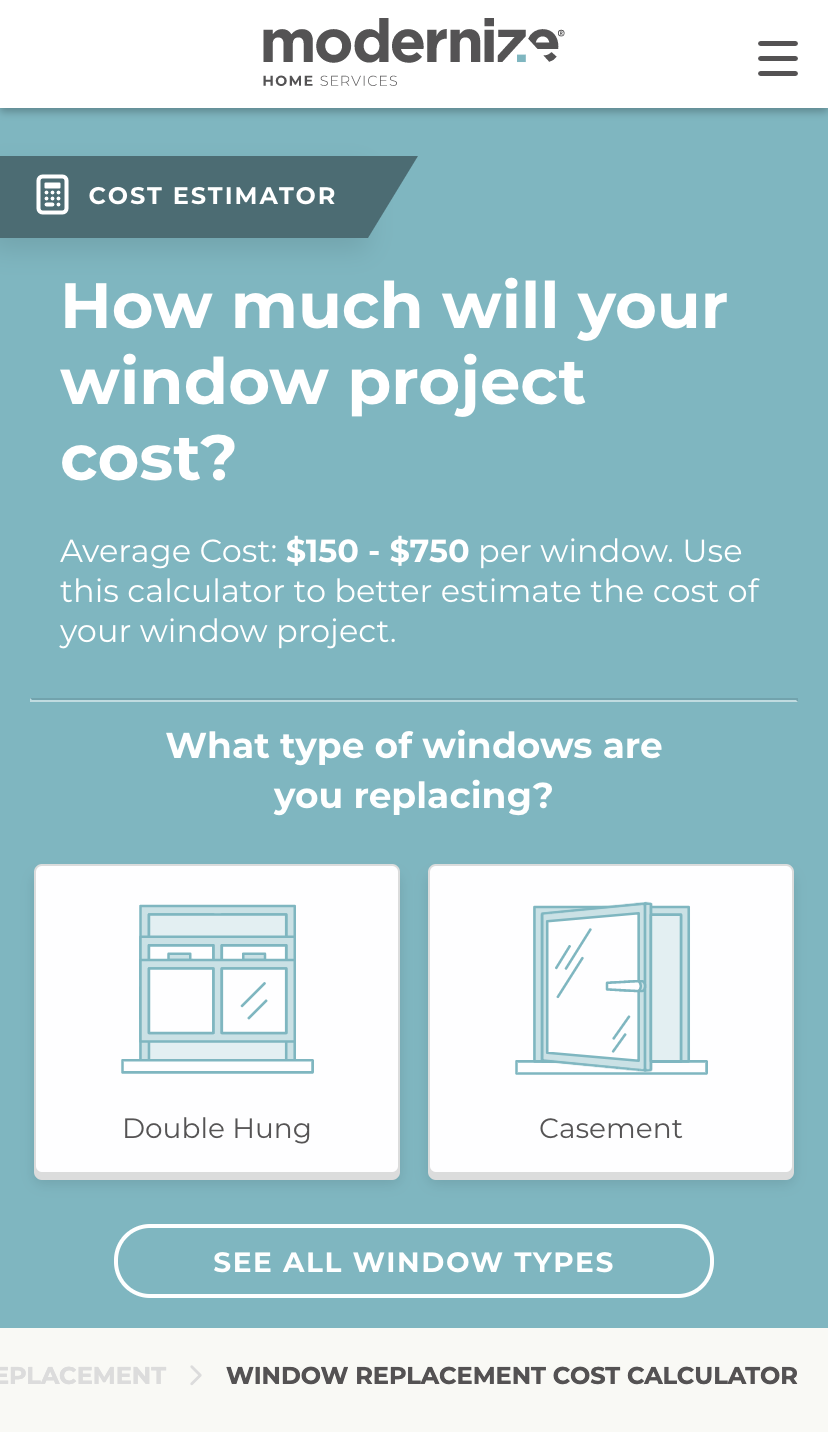 modernize®
HOME SERVICES
COST ESTIMATOR
How much will your
window project
cost?
Average Cost: $150 - $750 per window. Use
this calculator to better estimate the cost of
your window project.
What type of windows are
you replacing?
Double Hung
Casement
SEE ALL WINDOW TYPES
EPLACEMENT > WINDOW REPLACEMENT COST CALCULATOR